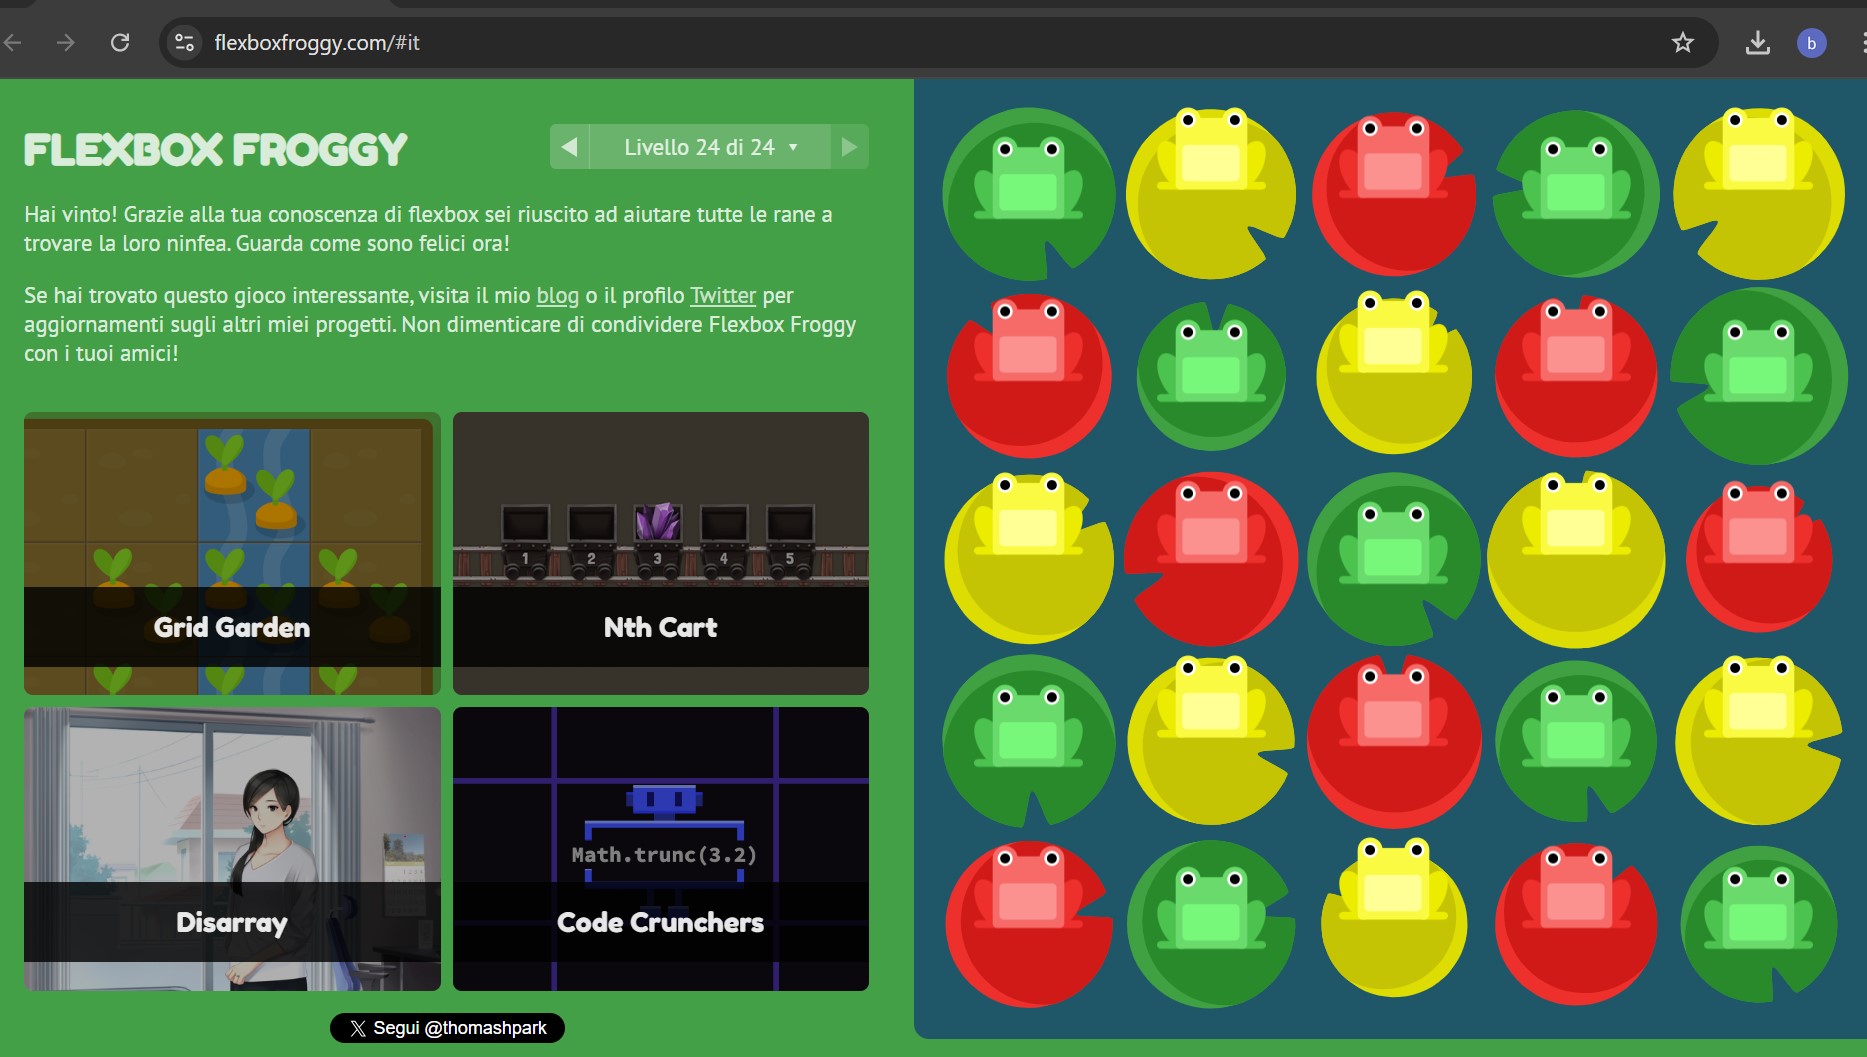 flexboxfroggy.com/#it
b
FLEXBOX FROGGY
Livello 24 di 24
Hai vinto! Grazie alla tua conoscenza di flexbox sei riuscito ad aiutare tutte le rane a
trovare la loro ninfea. Guarda come sono felici ora!
Se hai trovato questo gioco interessante, visita il mio blog o il profilo Twitter per
aggiornamenti sugli altri miei progetti. Non dimenticare di condividere Flexbox Froggy
con i tuoi amici!
1 2 3 4 5
Grid Garden
Nth Cart
Math.trunc(3.2)
Disarray
Code Crunchers
X Segui @thomashpark